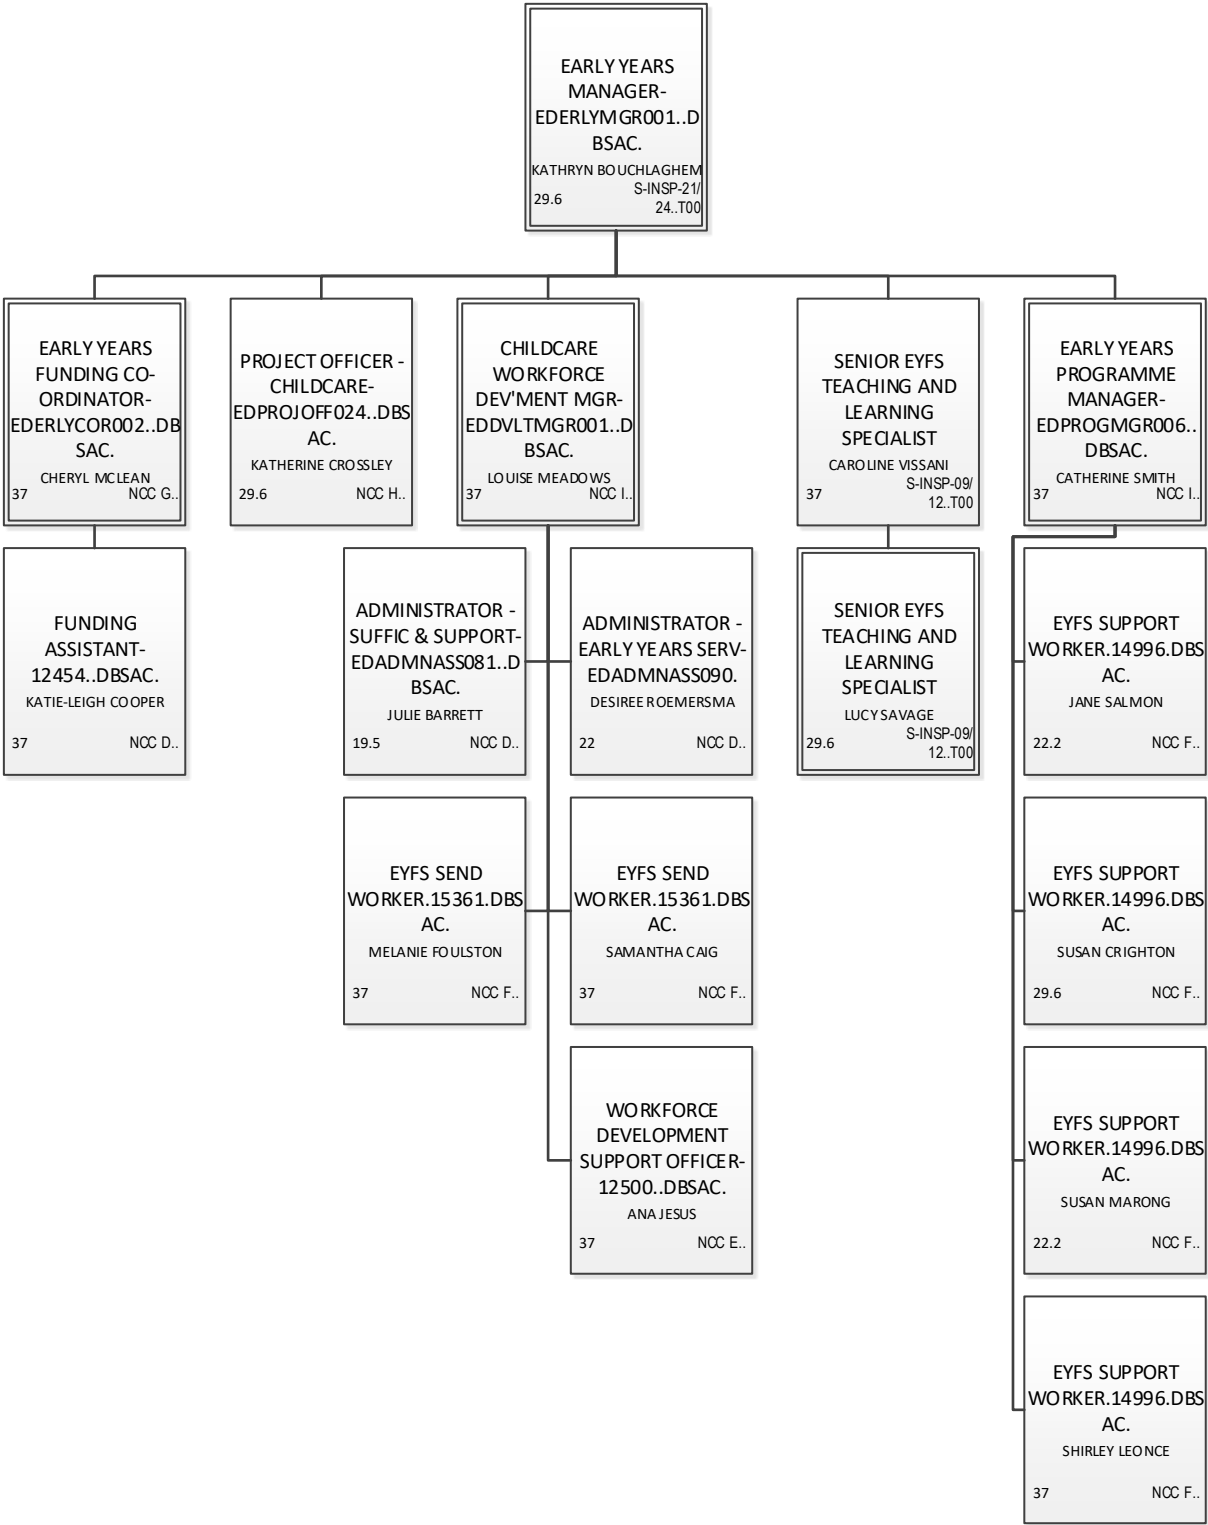 EARLY YEARS
MANAGER-
EDERLYMGR001..D
BSAC.
KATHRYN BOUCHLAGHEM
29.6
S-INSP-21/
24..T00
EARLY YEARS
FUNDING CO-
ORDINATOR-
EDERLYCOR002..DB
SAC.
CHERYL MCLEAN
37
NCC G..
PROJECT OFFICER -
CHILDCARE-
EDPROJOFF024..DBS
AC.
KATHERINE CROSSLEY
29.6
NCC H..
CHILDCARE
WORKFORCE
DEV'MENT MGR-
EDDVLTMGR001..D
BSAC.
LOUISE MEADOWS
37
NCC I..
SENIOR EYFS
TEACHING AND
LEARNING
SPECIALIST
CAROLINE VISSANI
37
S-INSP-09/
12..T00
EARLY YEARS
PROGRAMME
MANAGER-
EDPROGMGR006..
DBSAC.
CATHERINE SMITH
37
NCC I..
FUNDING
ASSISTANT-
12454..DBSAC.
KATIE-LEIGH COOPER
37
NCC D..
ADMINISTRATOR -
SUFFIC & SUPPORT-
EDADMNASS081..D
BSAC.
JULIE BARRETT
19.5
NCC D..
ADMINISTRATOR -
EARLY YEARS SERV-
EDADMNASS090.
DESIREE ROEMERSMA
22
NCC D..
SENIOR EYFS
TEACHING AND
LEARNING
SPECIALIST
LUCY SAVAGE
29.6
S-INSP-09/
12..T00
EYFS SUPPORT
WORKER.14996.DBS
AC.
JANE SALMON
22.2
NCC F..
EYFS SEND
WORKER.15361.DBS
AC.
MELANIE FOULSTON
37
NCC F..
EYFS SEND
WORKER.15361.DBS
AC.
SAMANTHA CAIG
37
NCC F..
EYFS SUPPORT
WORKER.14996.DBS
AC.
SUSAN CRIGHTON
29.6
NCC F..
WORKFORCE
DEVELOPMENT
SUPPORT OFFICER-
12500..DBSAC.
ANA JESUS
37
NCC E..
EYFS SUPPORT
WORKER.14996.DBS
AC.
SUSAN MARONG
22.2
NCC F..
EYFS SUPPORT
WORKER.14996.DBS
AC.
SHIRLEY LEONCE
37
NCC F..